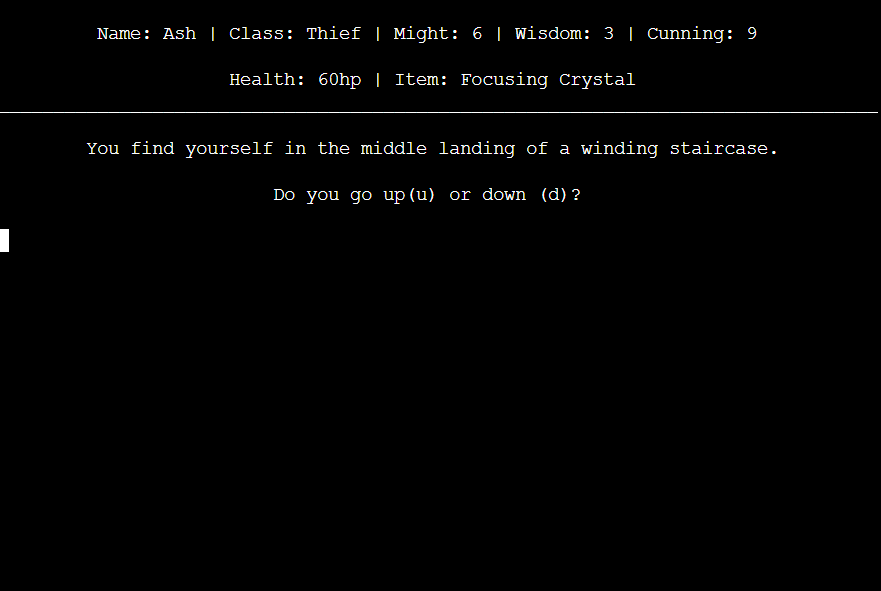 Name: Ash | Class: Thief | Might: 6 | Wisdom: 3 | Cunning: 9
Health: 60hp | Item: Focusing Crystal
You find yourself in the middle landing of a winding staircase.
Do you go up(u) or down (d)?